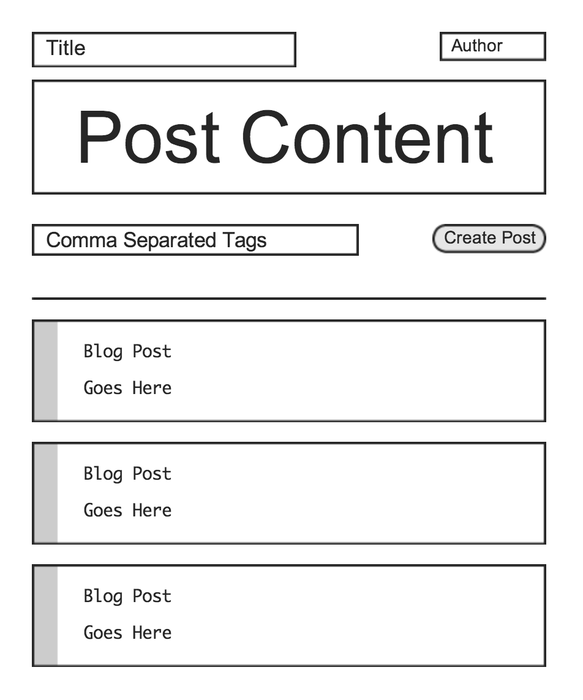 Title
Author
Post Content
Comma Separated Tags
Create Post
Blog Post
Goes Here
Blog Post
Goes Here
Blog Post
Goes Here